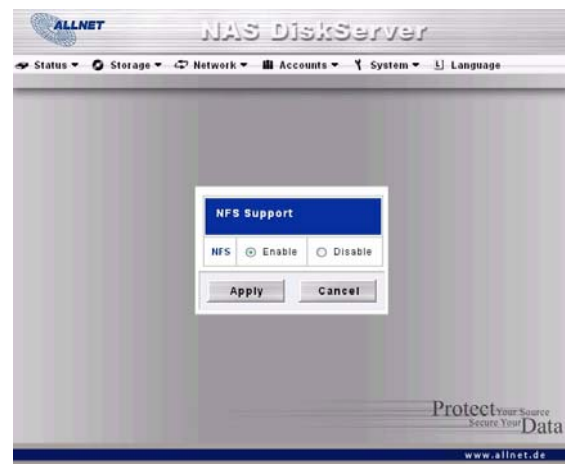 ALLNET
NAS DiskServer
Status Storage Network Accounts System Language
NFS Support
NFS Enable Disable
Apply Cancel
Protect Your Source
Secure Your Data
www.allnet.de